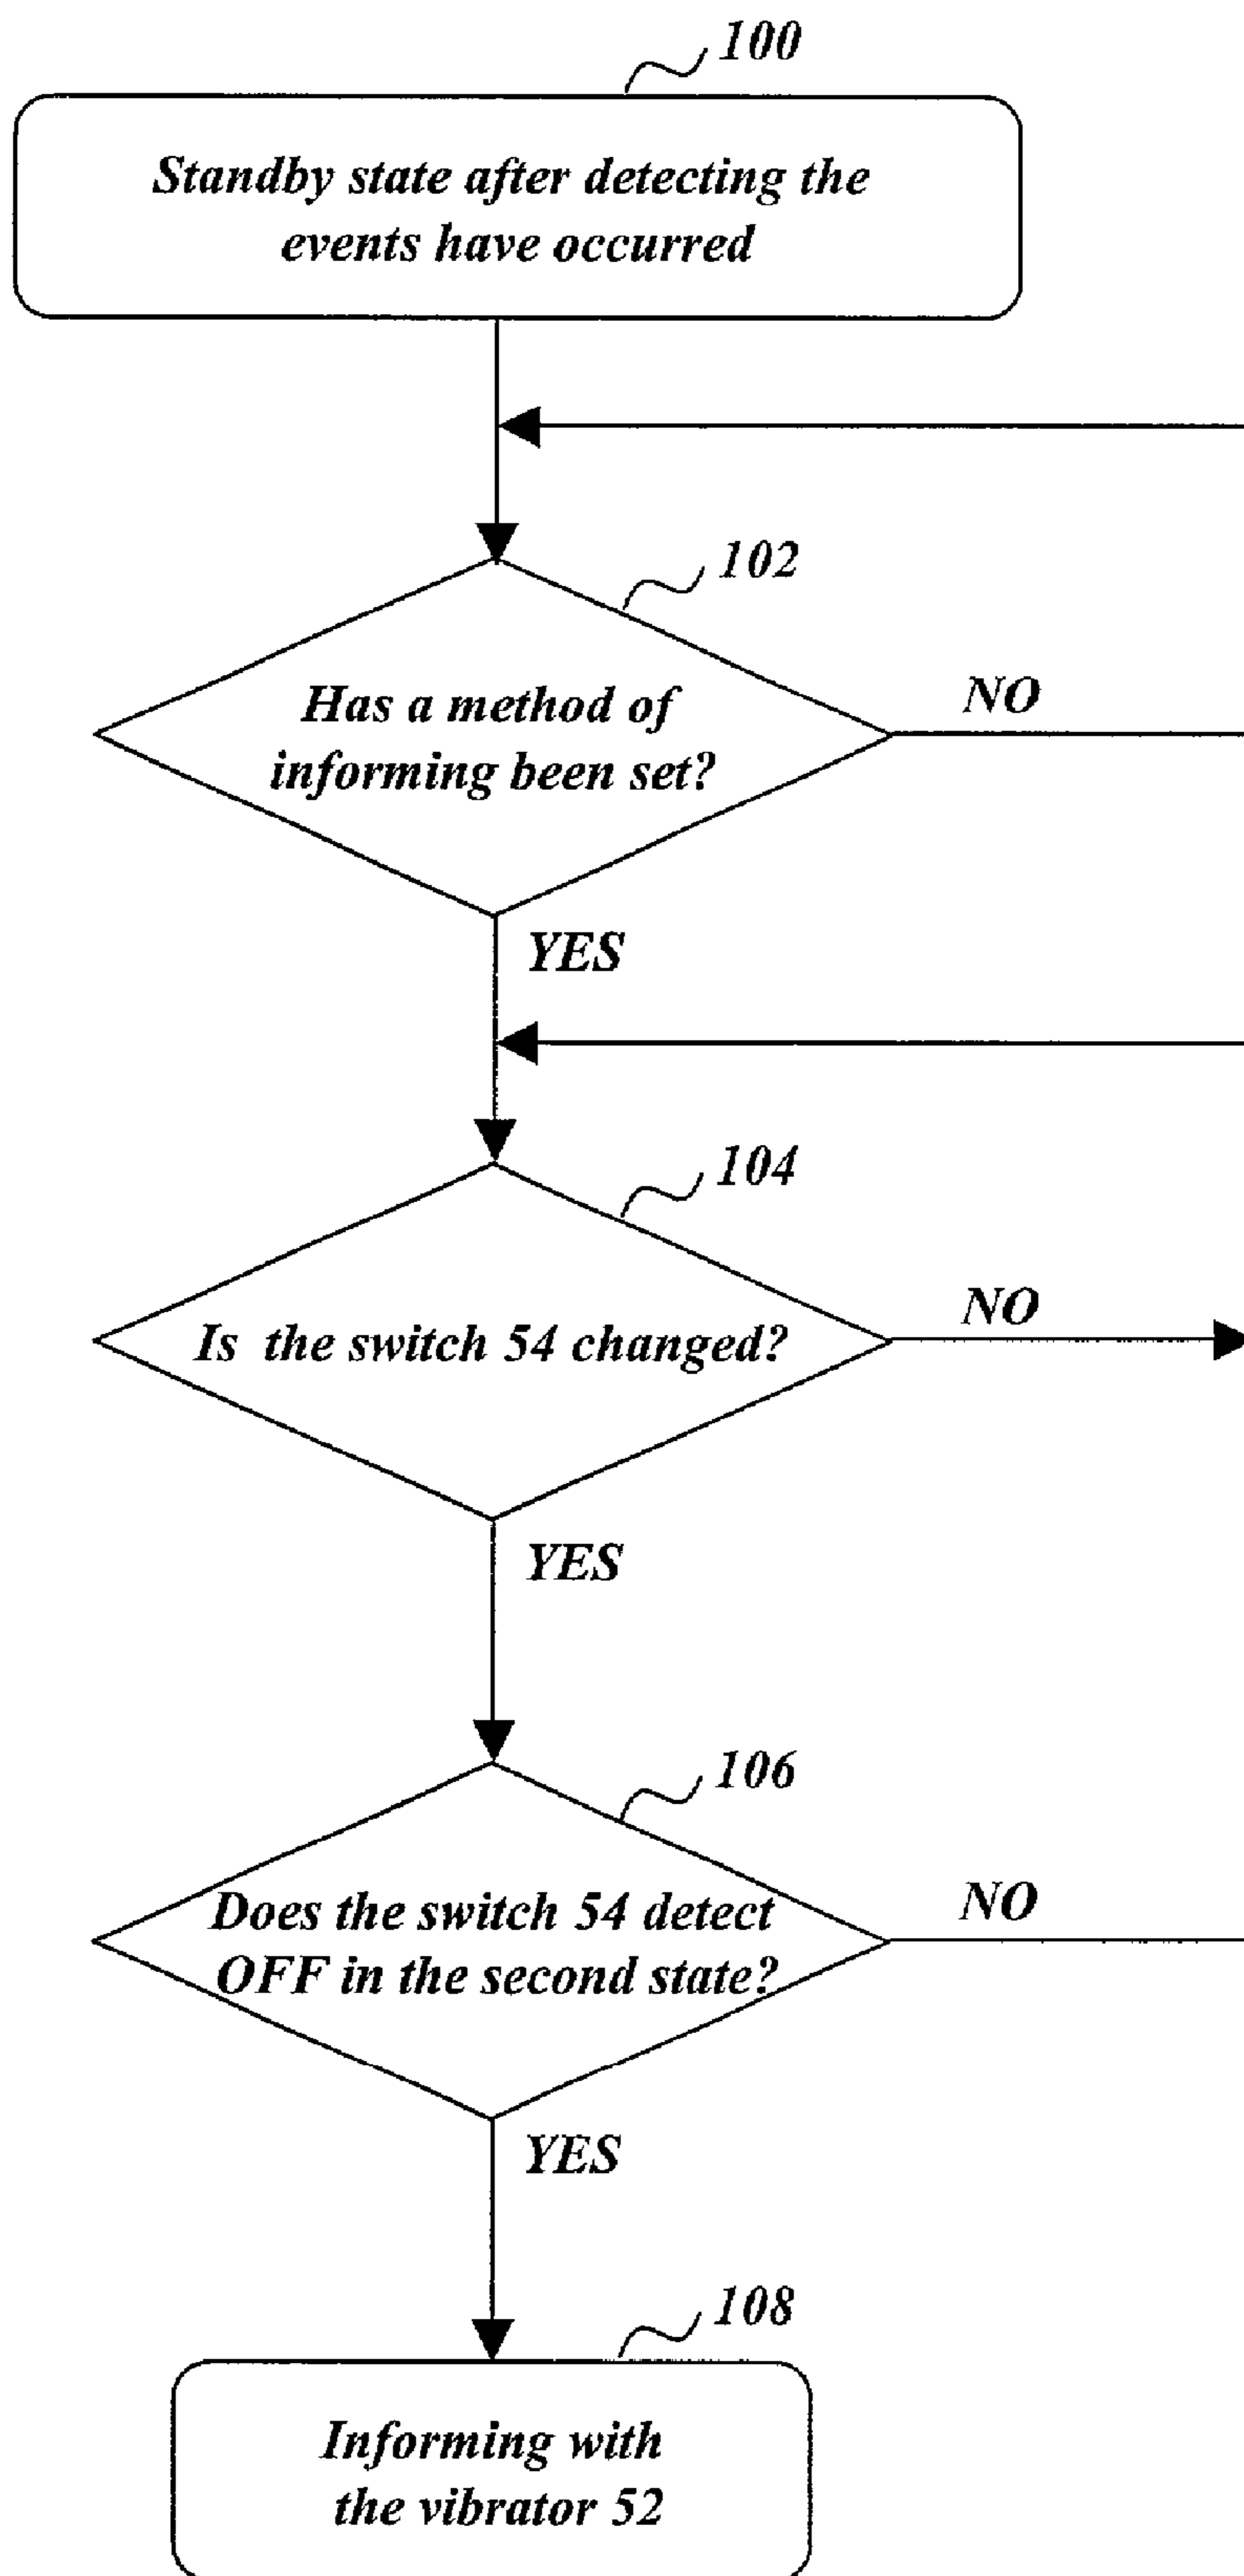 100
Standby state after detecting the
events have occurred
102
Has a method of
informing been set?
NO
YES
104
Is the switch 54 changed?
NO
YES
106
Does the switch 54 detect
OFF in the second state?
NO
YES
108
Informing with
the vibrator 52